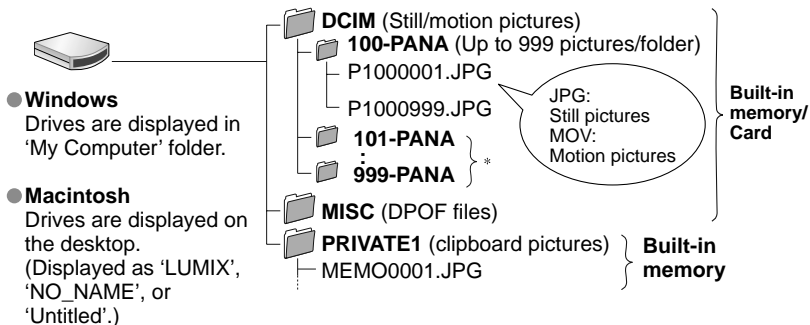 DCIM (Still/motion pictures)
100-PANA (Up to 999 pictures/folder)
P1000001.JPG
P1000999.JPG
JPG:
Still pictures
MOV:
Motion pictures
101-PANA
999-PANA
*
Built-in
memory/
Card
MISC (DPOF files)
PRIVATE1 (clipboard pictures)
MEMO0001.JPG
Built-in
memory
●Windows
Drives are displayed in
‘My Computer’ folder.
●Macintosh
Drives are displayed on
the desktop.
(Displayed as ‘LUMIX’,
‘NO_NAME’, or
‘Untitled’.)